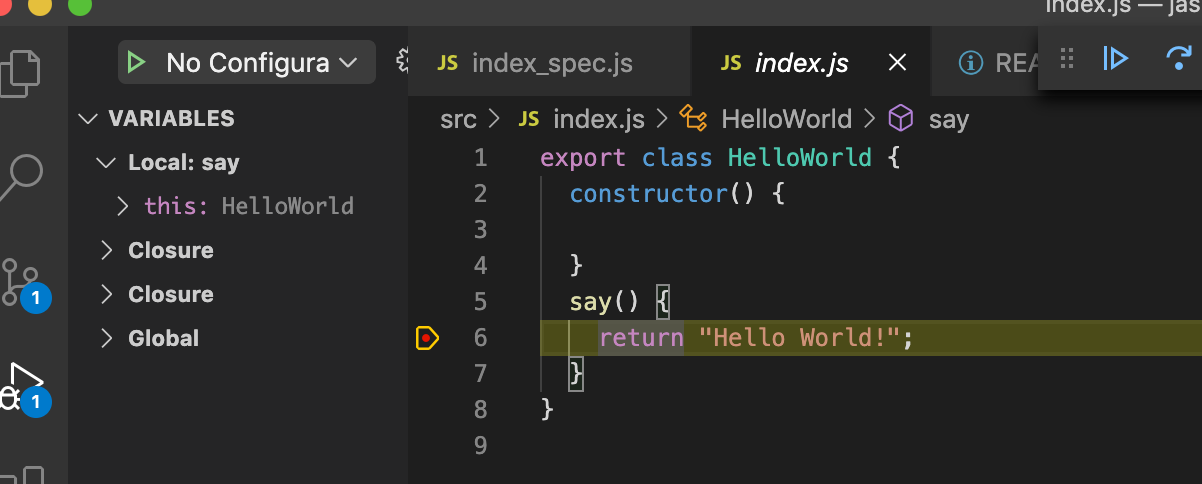 index.js — jas
No Configura
JS index_spec.js
JS index.js
REA
VARIABLES
Local: say
this: HelloWorld
Closure
Closure
Global
1
1
src > JS index.js > HelloWorld > say
1 export class HelloWorld {
2 constructor() {
3
4 }
5 say() {
6 return "Hello World!";
7 }
8 }
9